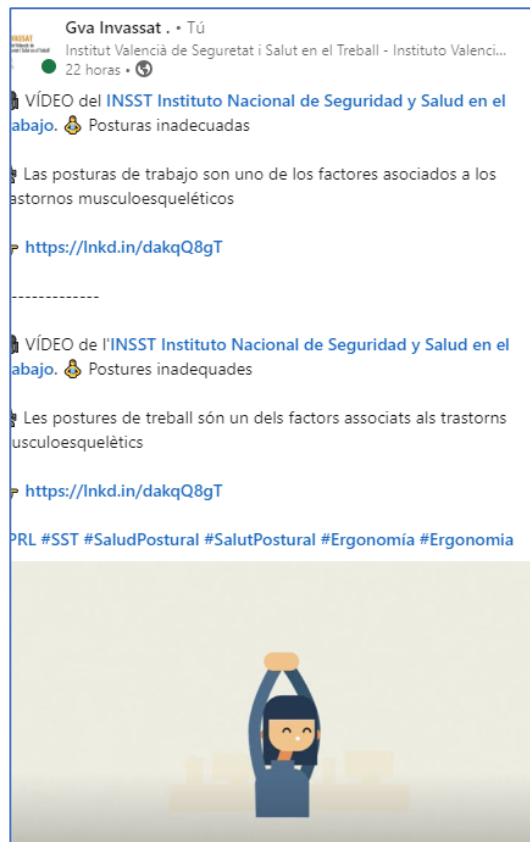 Gva Invassat . • Tú
Institut Valencià de Seguretat i Salut en el Treball - Instituto Valenci...
22 horas •
VÍDEO del INSST Instituto Nacional de Seguridad y Salud en el
abajo. Posturas inadecuadas
Las posturas de trabajo son uno de los factores asociados a los
astornos musculoesqueléticos
https://lnkd.in/dakqQ8gT
-------------
VÍDEO de l'INSST Instituto Nacional de Seguridad y Salud en el
abajo. Postures inadequades
Les postures de treball són un dels factors associats als trastorns
usculoesquelètics
https://lnkd.in/dakqQ8gT
PRL #SST #SaludPostural #SalutPostural #Ergonomía #Ergonomia